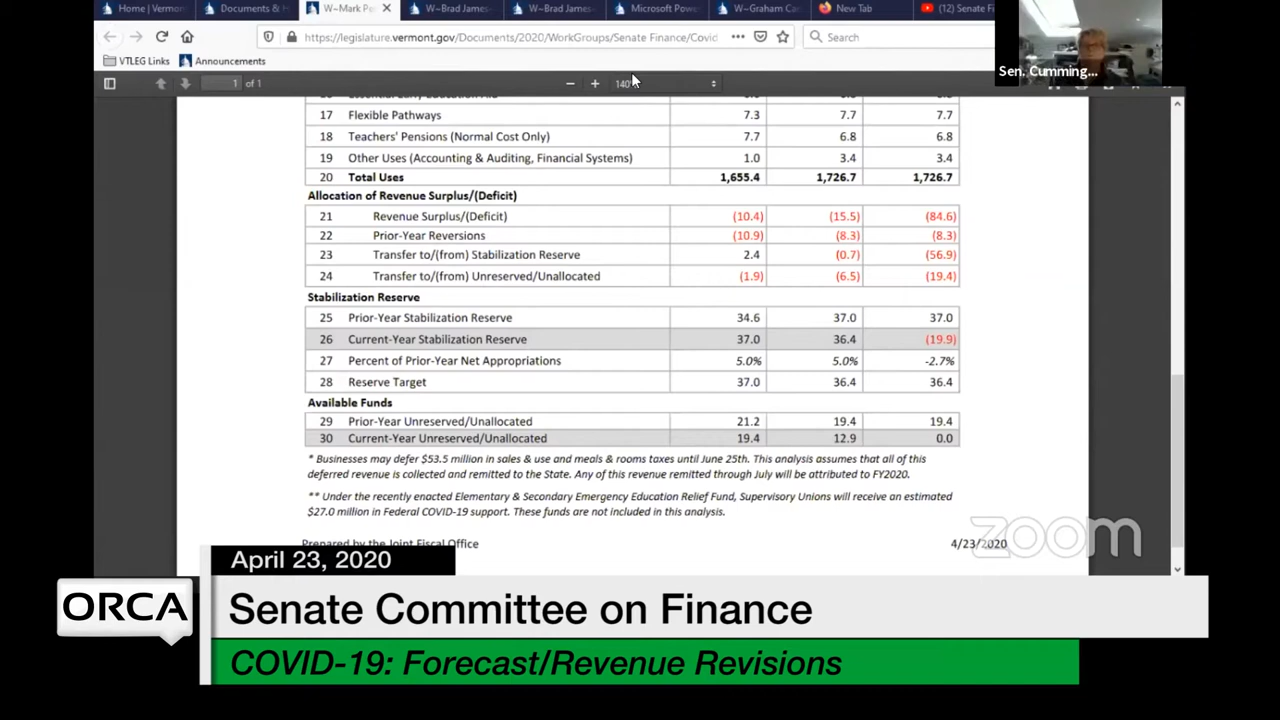 Home | Vermont
Documents & H
W~Mark Pe
W~Brad James-
W~Brad James-
Microsoft Powe
W~Graham Ca
New Tab
(12) Senate Fi
https://legislature.vermont.gov/Documents/2020/WorkGroups/Senate Finance/Covid
Search
VTLEG Links Announcements
Sen. Cumming...
1 of 1 140
17 Flexible Pathways 7.3 7.7 7.7
18 Teachers' Pensions (Normal Cost Only) 7.7 6.8 6.8
19 Other Uses (Accounting & Auditing, Financial Systems) 1.0 3.4 3.4
20 Total Uses 1,655.4 1,726.7 1,726.7
Allocation of Revenue Surplus/(Deficit)
21 Revenue Surplus/(Deficit) (10.4) (15.5) (84.6)
22 Prior-Year Reversions (10.9) (8.3) (8.3)
23 Transfer to/(from) Stabilization Reserve 2.4 (0.7) (56.9)
24 Transfer to/(from) Unreserved/Unallocated (1.9) (6.5) (19.4)
Stabilization Reserve
25 Prior-Year Stabilization Reserve 34.6 37.0 37.0
26 Current-Year Stabilization Reserve 37.0 36.4 (19.9)
27 Percent of Prior-Year Net Appropriations 5.0% 5.0% -2.7%
28 Reserve Target 37.0 36.4 36.4
Available Funds
29 Prior-Year Unreserved/Unallocated 21.2 19.4 19.4
30 Current-Year Unreserved/Unallocated 19.4 12.9 0.0
* Businesses may defer $53.5 million in sales & use and meals & rooms taxes until June 25th. This analysis assumes that all of this
deferred revenue is collected and remitted to the State. Any of this revenue remitted through July will be attributed to FY2020.
** Under the recently enacted Elementary & Secondary Emergency Education Relief Fund, Supervisory Unions will receive an estimated
$27.0 million in Federal COVID-19 support. These funds are not included in this analysis.
Prepared by the Joint Fiscal Office 4/23/2020
zoom
April 23, 2020
ORCA
Senate Committee on Finance
COVID-19: Forecast/Revenue Revisions